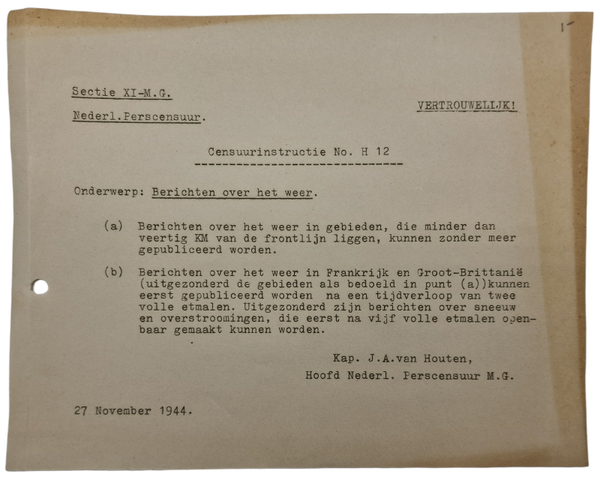 Sectie XI-M.G.
VERTROUWELIJK!
Nederl.Perscensuur.
Censuurinstructie No. H 12
Onderwerp: Berichten over het weer.
(a) Berichten over het weer in gebieden, die minder dan
veertig KM van de frontlijn liggen, kunnen zonder meer
gepubliceerd worden.
(b) Berichten over het weer in Frankrijk en Groot-Brittanië
(uitgezonderd de gebieden als bedoeld in punt (a))kunnen
eerst gepubliceerd worden na een tijdverloop van twee
volle etmalen. Uitgezonderd zijn berichten over sneeuw
en overstroomingen, die eerst na vijf volle etmalen open-
baar gemaakt kunnen worden.
Kap. J.A.van Houten,
Hoofd Nederl. Perscensuur M.G.
27 November 1944.